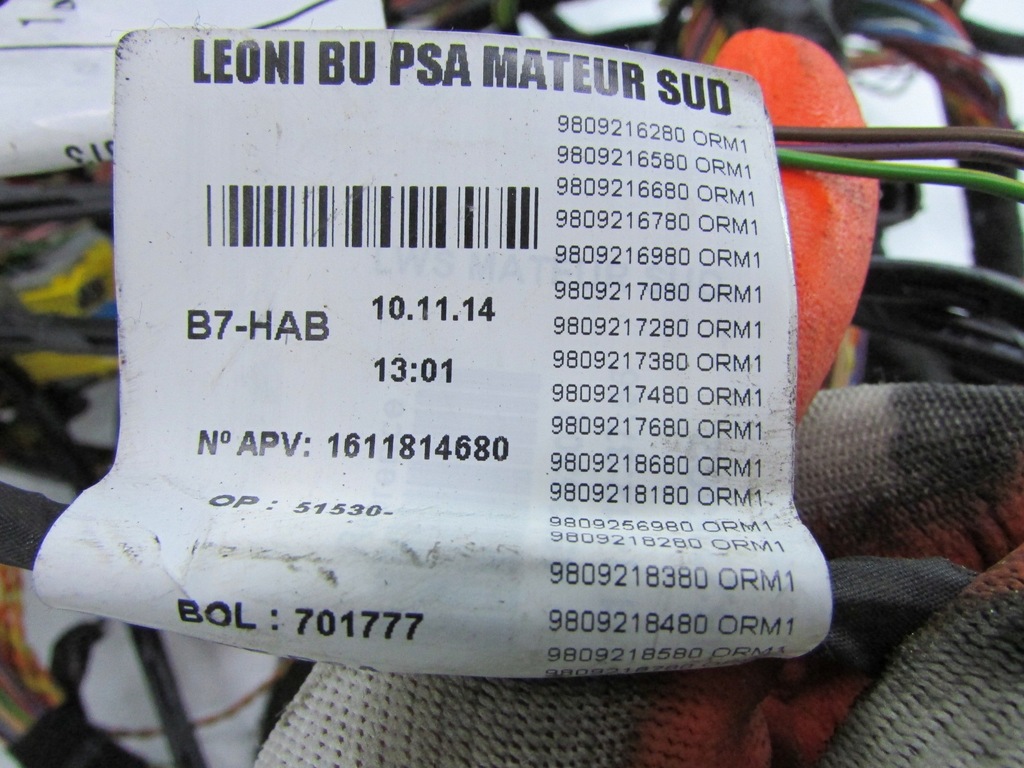 LEONI BU PSA MATEUR SUD
B7-HAB
10.11.14
13:01
Nº APV: 1611814680
OP : 51530-
BOL : 701777
9809216280 ORM1
9809216580 ORM1
9809216680 ORM1
9809216780 ORM1
9809216980 ORM1
9809217080 ORM1
9809217280 ORM1
9809217380 ORM1
9809217480 ORM1
9809217680 ORM1
9809218680 ORM1
9809218180 ORM1
9809256980 ORM1
9809218280 ORM1
9809218380 ORM1
9809218480 ORM1
9809218580 ORM1